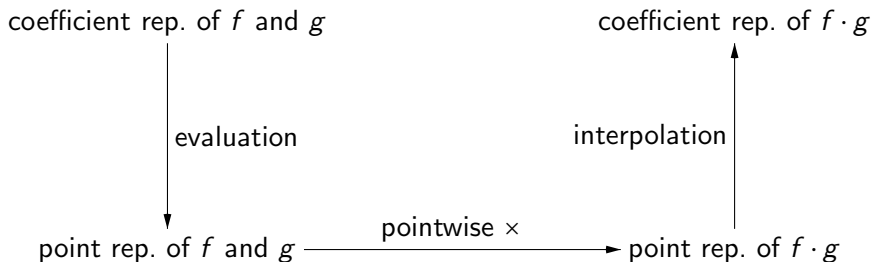 coefficient rep. of f and g
coefficient rep. of f · g
evaluation
interpolation
pointwise ×
point rep. of f and g
point rep. of f · g